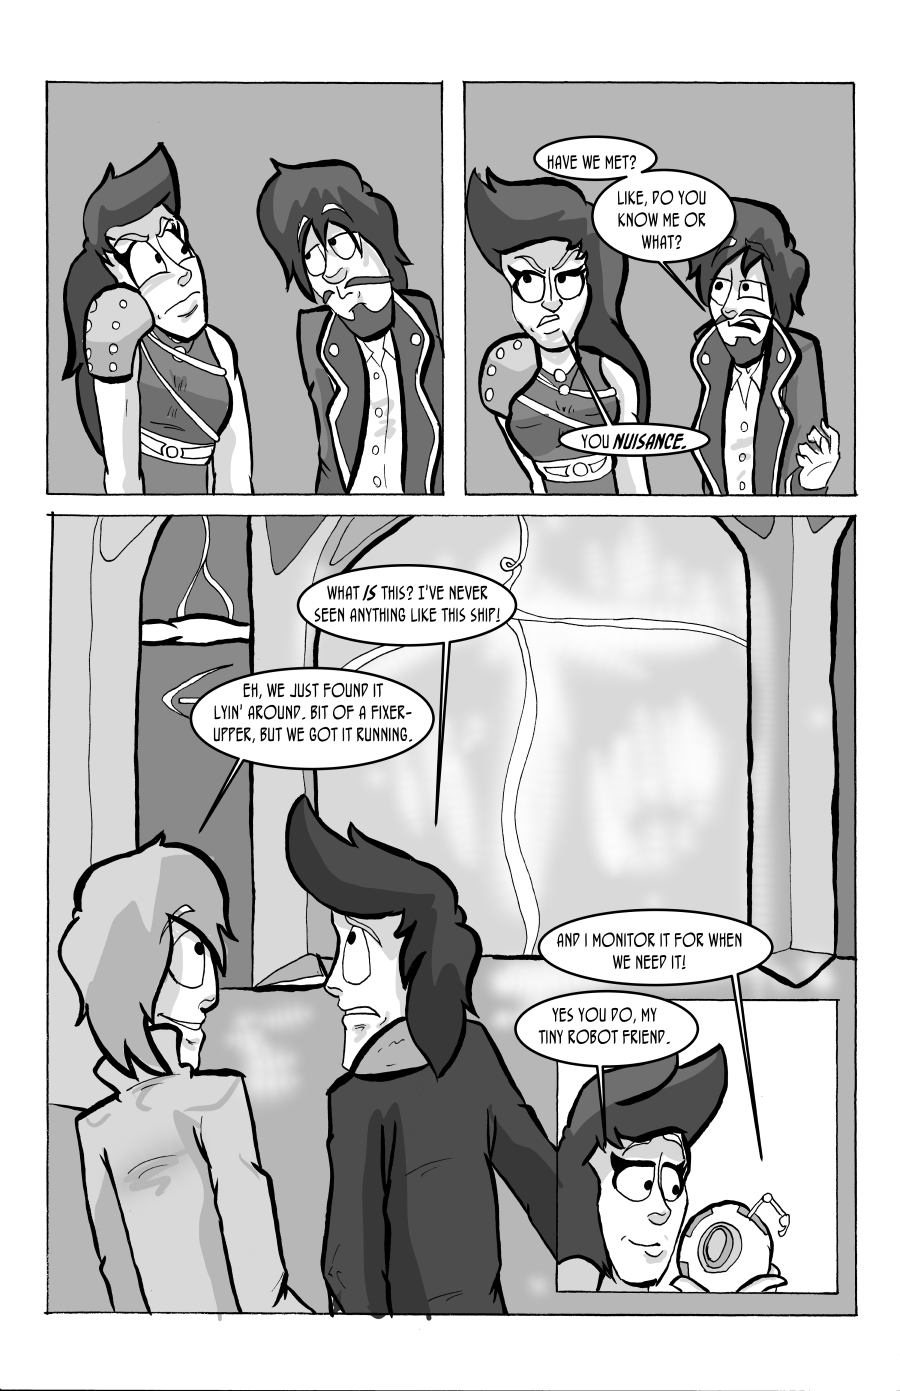 HAVE WE MET?
LIKE, DO YOU
KNOW ME OR
WHAT?
YOU NUISANCE.
WHAT IS THIS? I'VE NEVER
SEEN ANYTHING LIKE THIS SHIP!
EH, WE JUST FOUND IT
LYIN' AROUND. BIT OF A FIXER-
UPPER, BUT WE GOT IT RUNNING.
AND I MONITOR IT FOR WHEN
WE NEED IT!
YES YOU DO, MY
TINY ROBOT FRIEND.